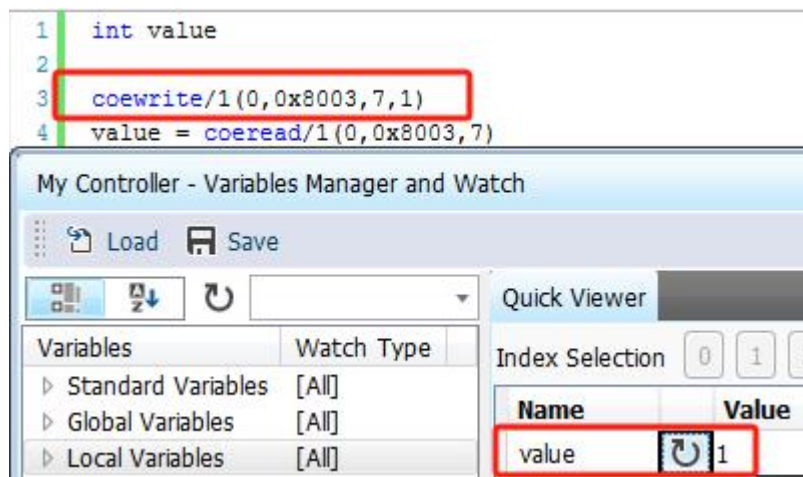 1 int value
2
3 coewrite/1(0,0x8003,7,1)
4 value = coeread/1(0,0x8003,7)
My Controller - Variables Manager and Watch
Load Save
Quick Viewer
Variables Watch Type
Index Selection 0 1
Standard Variables [All]
Name Value
Global Variables [All]
value 1
Local Variables [All]